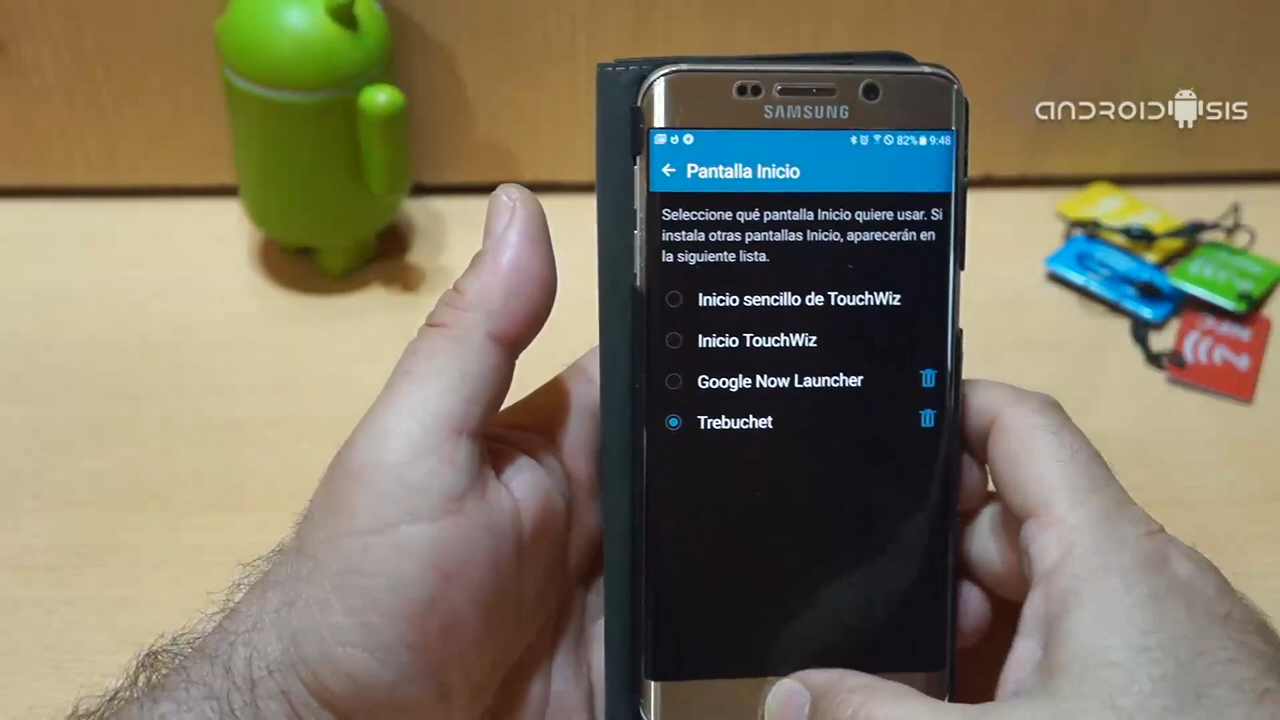 ANDROIDSIS
SAMSUNG
82% 9:48
Pantalla Inicio
Seleccione qué pantalla Inicio quiere usar. Si
instala otras pantallas Inicio, aparecerán en
la siguiente lista.
Inicio sencillo de TouchWiz
Inicio TouchWiz
Google Now Launcher
Trebuchet